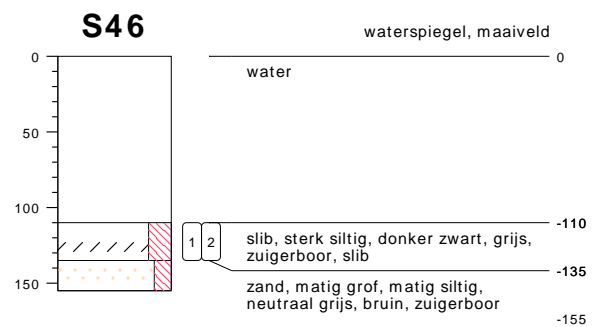 S46
waterspiegel, maaiveld
0
0
water
50
100
-110
1 2
slib, sterk siltig, donker zwart, grijs,
zuigerboor, slib
-135
150
zand, matig grof, matig siltig,
neutraal grijs, bruin, zuigerboor
-155